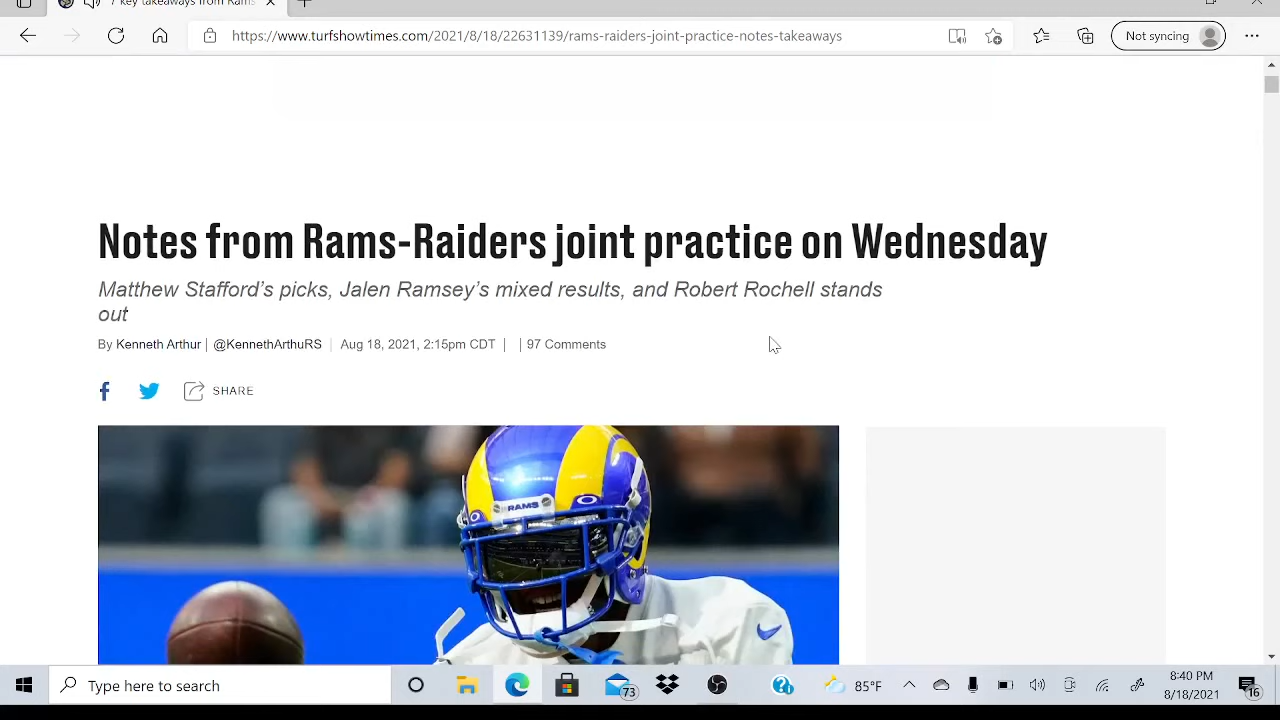 7 key takeaways from Rams
https://www.turfshowtimes.com/2021/8/18/22631139/rams-raiders-joint-practice-notes-takeaways
Not syncing
Notes from Rams-Raiders joint practice on Wednesday
Matthew Stafford's picks, Jalen Ramsey's mixed results, and Robert Rochell stands
out
By Kenneth Arthur | @KennethArthuRS | Aug 18, 2021, 2:15pm CDT | | 97 Comments
SHARE
RAMS
Type here to search
73
85°F
8:40 PM
8/18/2021
16